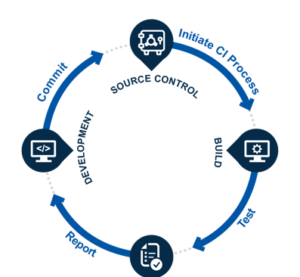 Initiate CI Process
Commit
SOURCE CONTROL
DEVELOPMENT
</>
BUILD
Test
Report